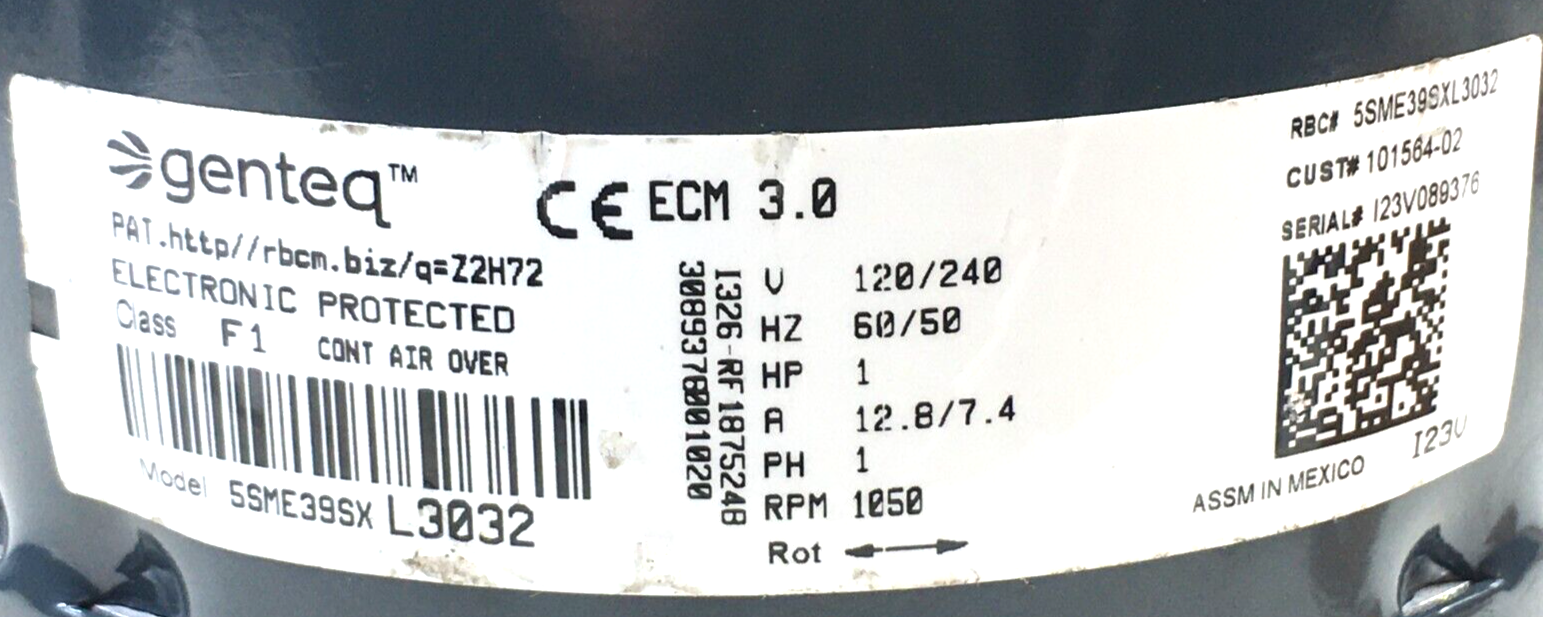 genteq™
PAT.http//rbcm.biz/q=Z2H72
ELECTRONIC PROTECTED
Class F1 CONT AIR OVER
Model 5SME39SX L3032
CE ECM 3.0
I326-RF1875248
3089378001020
V 120/240
HZ 60/50
HP 1
A 12.8/7.4
PH 1
RPM 1050
Rot
RBC# 5SME39SXL3032
CUST# 101564-02
SERIAL# I23V089376
I23V
ASSM IN MEXICO